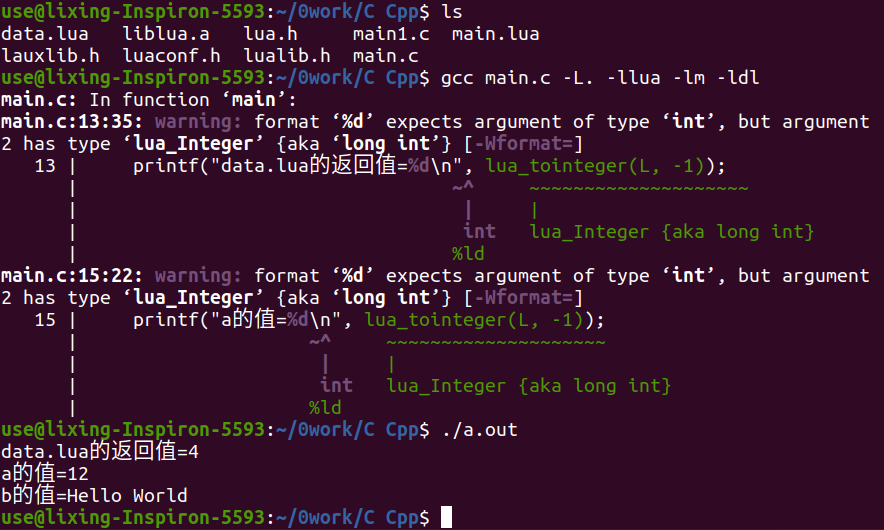 use@lixing-Inspiron-5593:~/0work/C Cpp$ ls
data.lua  liblua.a  lua.h     main1.c  main.lua
lauxlib.h  luaconf.h  lualib.h  main.c
use@lixing-Inspiron-5593:~/0work/C Cpp$ gcc main.c -L. -llua -lm -ldl
main.c: In function ‘main’:
main.c:13:35: warning: format ‘%d’ expects argument of type ‘int’, but argument
2 has type ‘lua_Integer’ {aka ‘long int’} [-Wformat=]
   13 |     printf("data.lua的返回值=%d\n", lua_tointeger(L, -1));
      |                                  ~^     ~~~~~~~~~~~~~~~~~~~~
      |                                   |     |
      |                                   int   lua_Integer {aka long int}
      |                                  %ld
main.c:15:22: warning: format ‘%d’ expects argument of type ‘int’, but argument
2 has type ‘lua_Integer’ {aka ‘long int’} [-Wformat=]
   15 |     printf("a的值=%d\n", lua_tointeger(L, -1));
      |                     ~^     ~~~~~~~~~~~~~~~~~~~~
      |                      |     |
      |                      int   lua_Integer {aka long int}
      |                     %ld
use@lixing-Inspiron-5593:~/0work/C Cpp$ ./a.out
data.lua的返回值=4
a的值=12
b的值=Hello World
use@lixing-Inspiron-5593:~/0work/C Cpp$